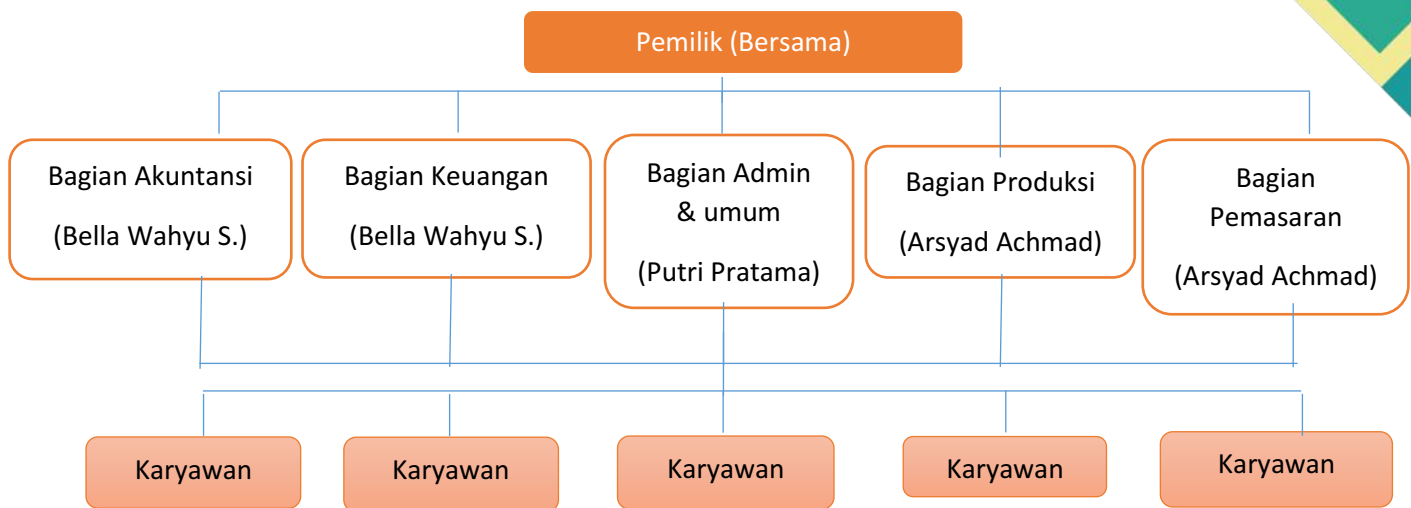 Pemilik (Bersama)
Bagian Akuntansi
(Bella Wahyu S.)
Bagian Keuangan
(Bella Wahyu S.)
Bagian Admin
& umum
(Putri Pratama)
Bagian Produksi
(Arsyad Achmad)
Bagian
Pemasaran
(Arsyad Achmad)
Karyawan
Karyawan
Karyawan
Karyawan
Karyawan